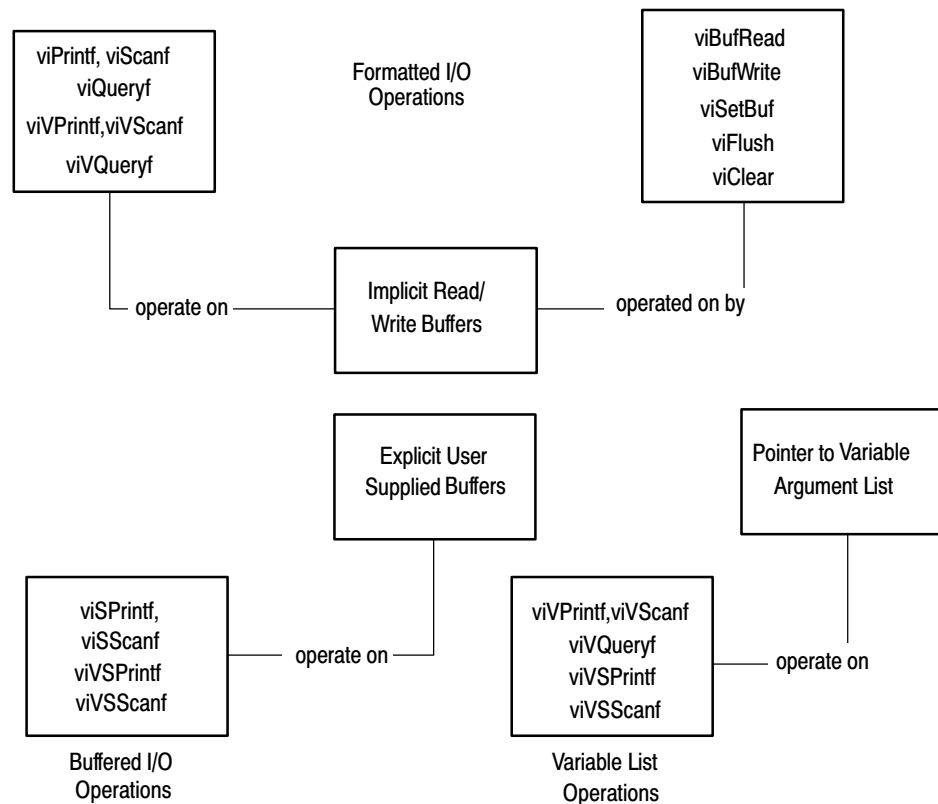 viPrintf, viScanf
viQueryf
viVPrintf,viVScanf
viVQueryf
Formatted I/O
Operations
viBufRead
viBufWrite
viSetBuf
viFlush
viClear
operate on
Implicit Read/
Write Buffers
operated on by
Explicit User
Supplied Buffers
Pointer to Variable
Argument List
viSPrintf,
viSScanf
viVSPrintf
viVSScanf
operate on
viVPrintf,viVScanf
viVQueryf
viVSPrintf
viVSScanf
operate on
Buffered I/O
Operations
Variable List
Operations